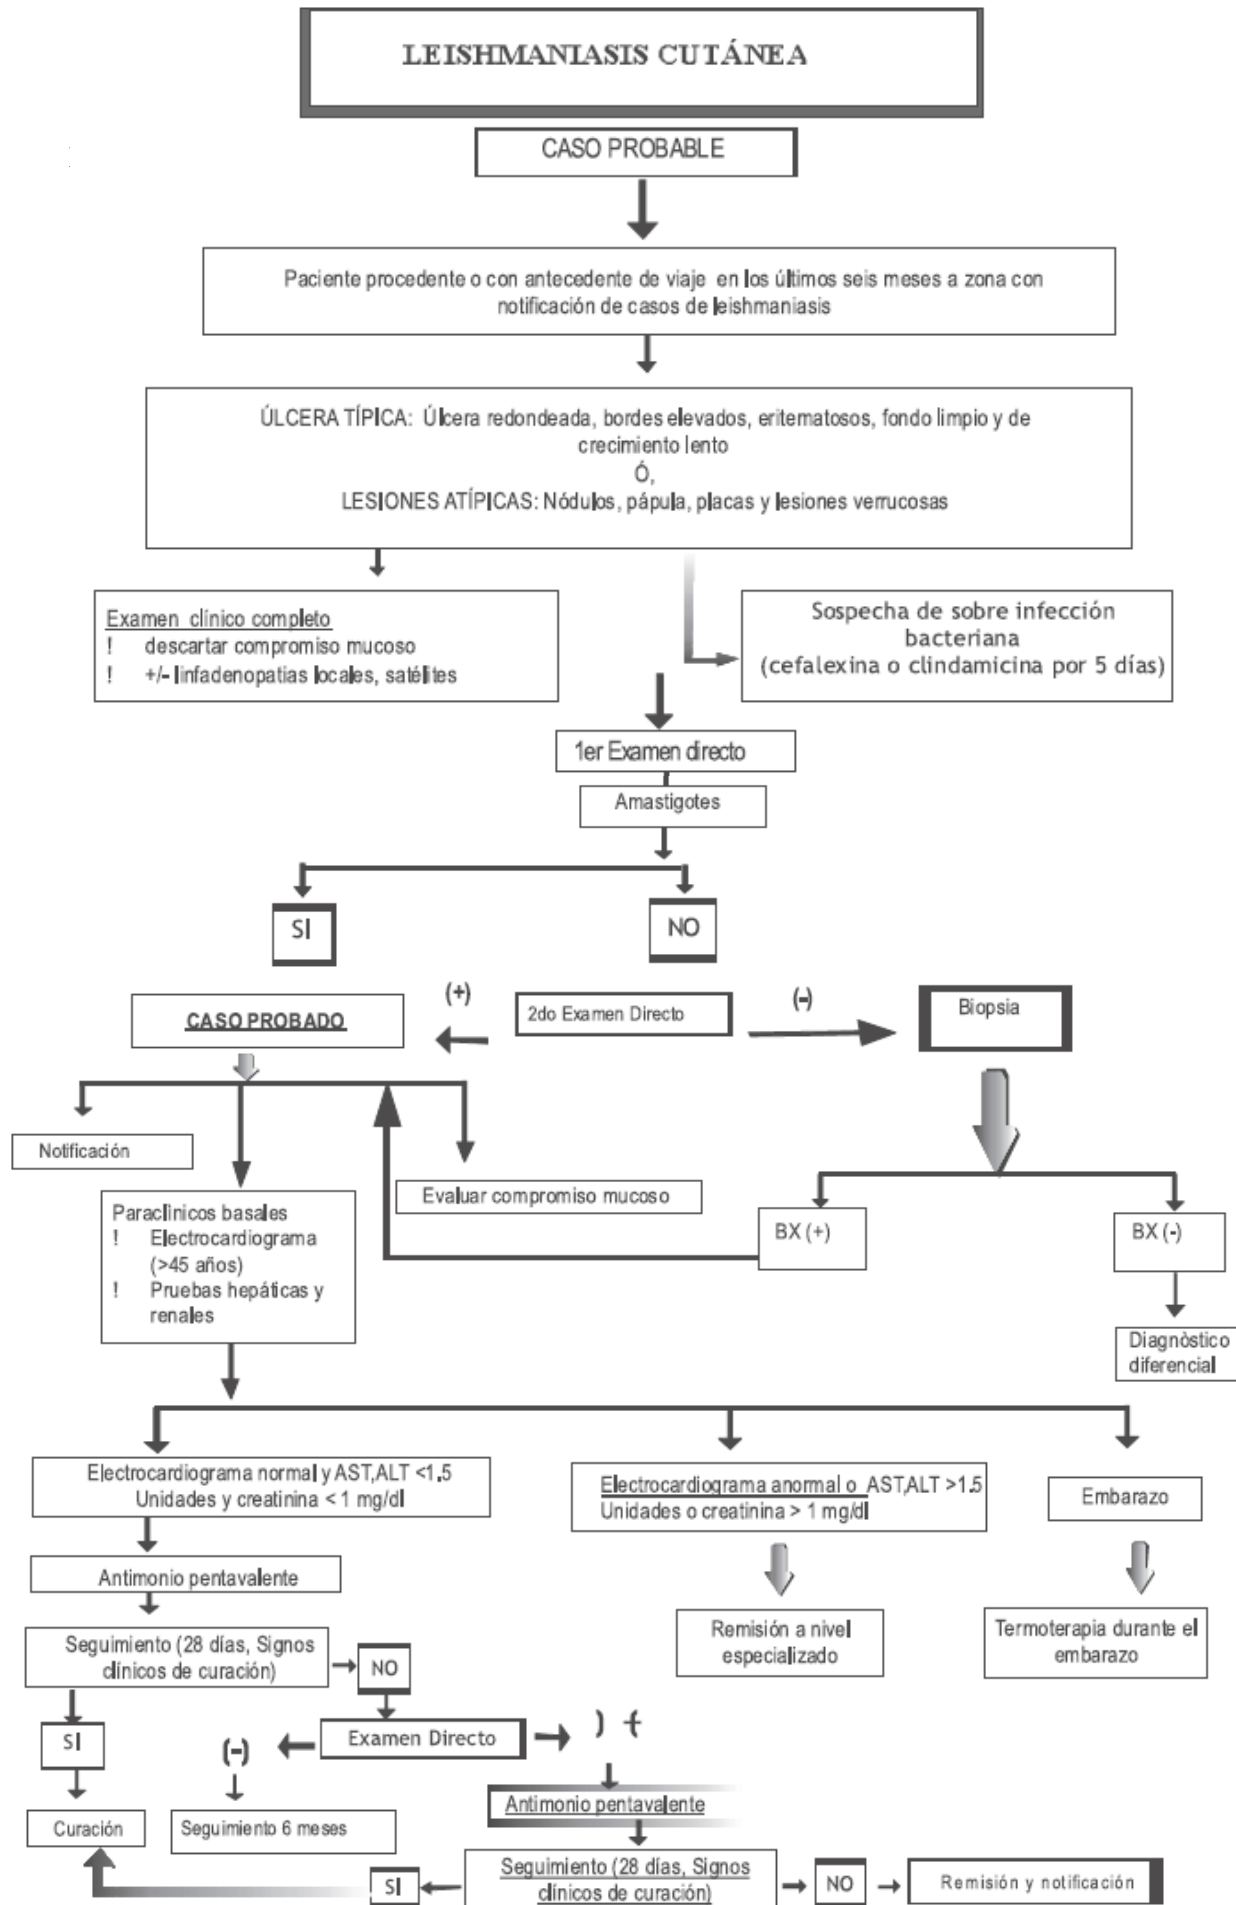 LEISHMANIASIS CUTÁNEA
CASO PROBABLE
Paciente procedente o con antecedente de viaje en los últimos seis meses a zona con
notificación de casos de leishmaniasis
ÚLCERA TÍPICA: Úlcera redondeada, bordes elevados, eritematosos, fondo limpio y de
crecimiento lento
Ó,
LESIONES ATÍPICAS: Nódulos, pápula, placas y lesiones verrucosas
Examen clínico completo
! descartar compromiso mucoso
! +/- linfadenopatias locales, satélites
Sospecha de sobre infección
bacteriana
(cefalexina o clindamicina por 5 días)
1er Examen directo
Amastigotes
SI
NO
CASO PROBADO
(+)
2do Examen Directo
(-)
Biopsia
Notificación
Evaluar compromiso mucoso
Paraclìnicos basales
! Electrocardiograma
(>45 años)
! Pruebas hepáticas y
renales
BX (+)
BX (-)
Diagnòstico
diferencial
Electrocardiograma normal y AST,ALT <1.5
Unidades y creatinina < 1 mg/dl
Electrocardiograma anormal o AST,ALT >1.5
Unidades o creatinina > 1 mg/dl
Embarazo
Antimonio pentavalente
Remisión a nivel
especializado
Termoterapia durante el
embarazo
Seguimiento (28 días, Signos
clínicos de curación)
NO
SI
(-)
Examen Directo
) +(
Curación
Seguimiento 6 meses
Antimonio pentavalente
Seguimiento (28 días, Signos
clínicos de curación)
SI
NO
Remisión y notificación